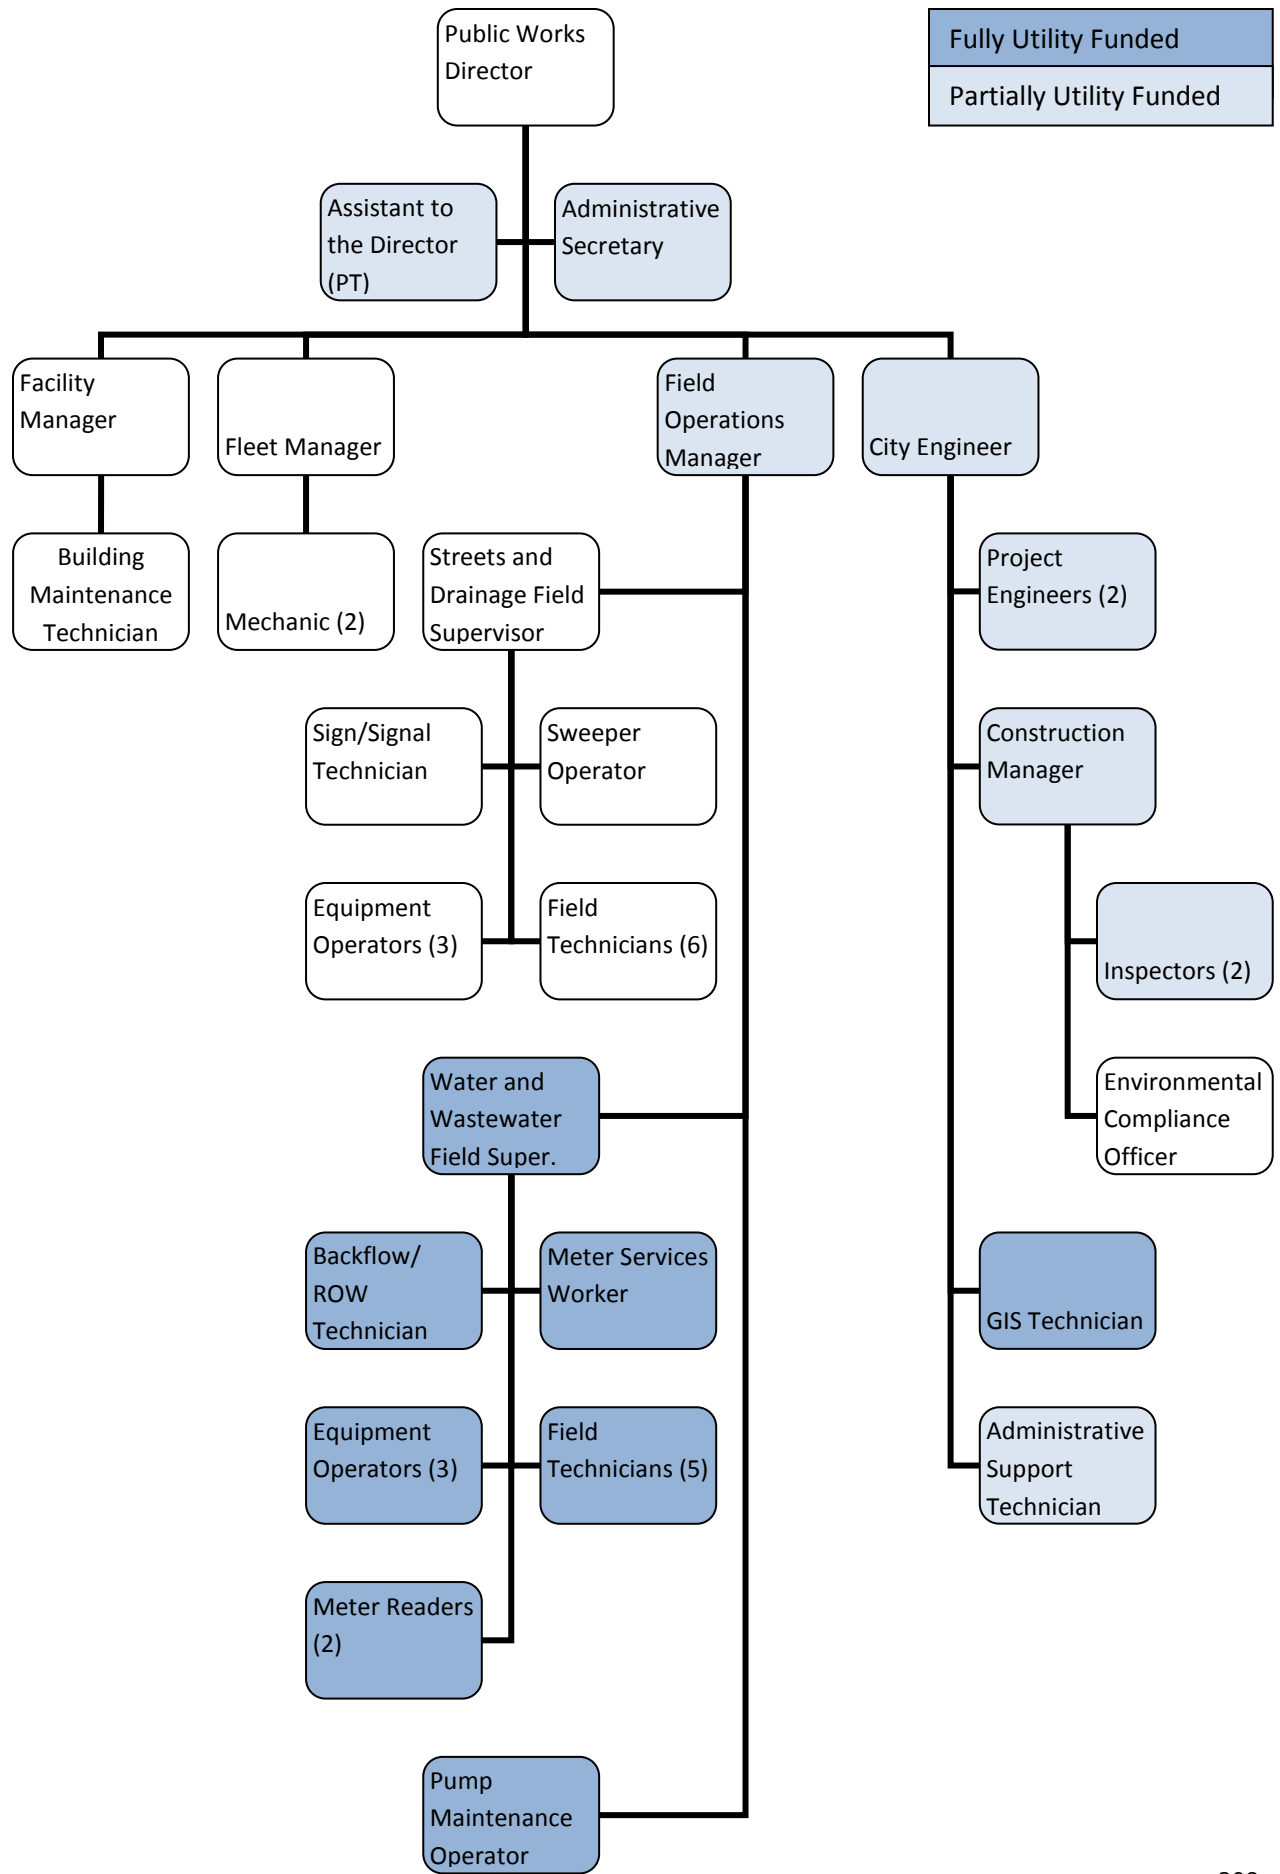 Public Works
Director
Fully Utility Funded
Partially Utility Funded
Assistant to
the Director
(PT)
Administrative
Secretary
Facility
Manager
Fleet Manager
Field
Operations
Manager
City Engineer
Building
Maintenance
Technician
Mechanic (2)
Streets and
Drainage Field
Supervisor
Project
Engineers (2)
Sign/Signal
Technician
Sweeper
Operator
Construction
Manager
Equipment
Operators (3)
Field
Technicians (6)
Inspectors (2)
Water and
Wastewater
Field Super.
Environmental
Compliance
Officer
Backflow/
ROW
Technician
Meter Services
Worker
GIS Technician
Equipment
Operators (3)
Field
Technicians (5)
Administrative
Support
Technician
Meter Readers
(2)
Pump
Maintenance
Operator